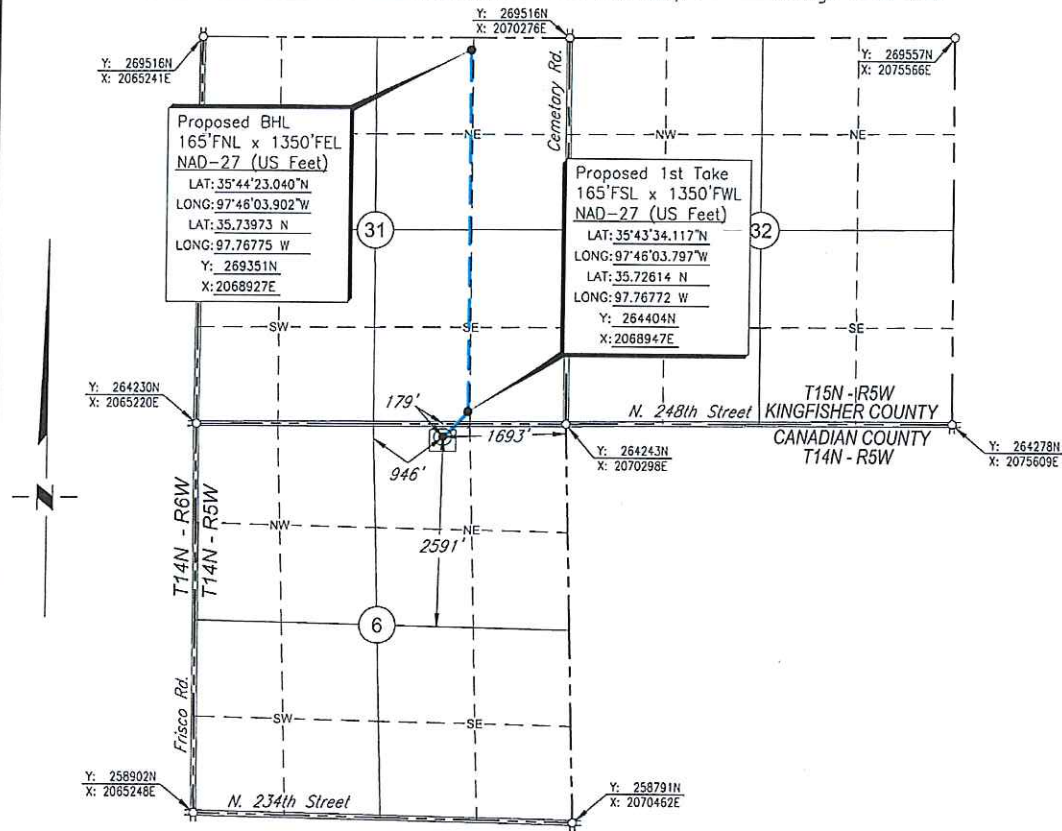 Y: 269516N
X: 2070276E
Y: 269516N
X: 2065241E
Y: 269557N
X: 2075566E
Cemetary Rd.
Proposed BHL
165'FNL x 1350'FEL
NAD-27 (US Feet)
LAT: 35°44'23.040"N
LONG: 97°46'03.902"W
LAT: 35.73973 N
LONG: 97.76775 W
Y: 269351N
X: 2068927E
NE
NW
NE
Proposed 1st Take
165'FSL x 1350'FWL
NAD-27 (US Feet)
LAT: 35°43'34.117"N
LONG: 97°46'03.797"W
LAT: 35.72614 N
LONG: 97.76772 W
Y: 264404N
X: 2068947E
31
32
SW
SE
SE
Y: 264230N
X: 2065220E
179'
N. 248th Street
T15N - R5W
KINGFISHER COUNTY
CANADIAN COUNTY
T14N - R5W
1693'
946'
Y: 264243N
X: 2070298E
Y: 264278N
X: 2075609E
N
T14N - R6W
T14N - R5W
NW
NE
2591'
6
Frisco Rd.
SW
SE
Y: 258902N
X: 2065248E
N. 234th Street
Y: 258791N
X: 2070462E